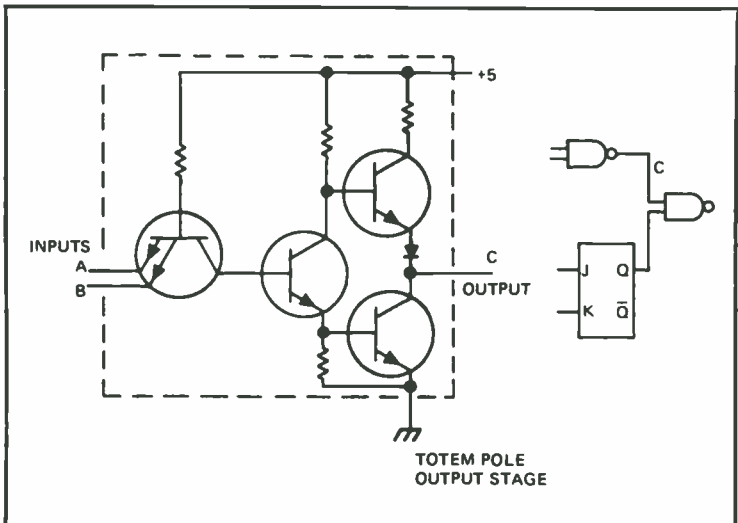 +5
INPUTS
A
B
C
OUTPUT
TOTEM POLE
OUTPUT STAGE
C
J Q
K Q̅